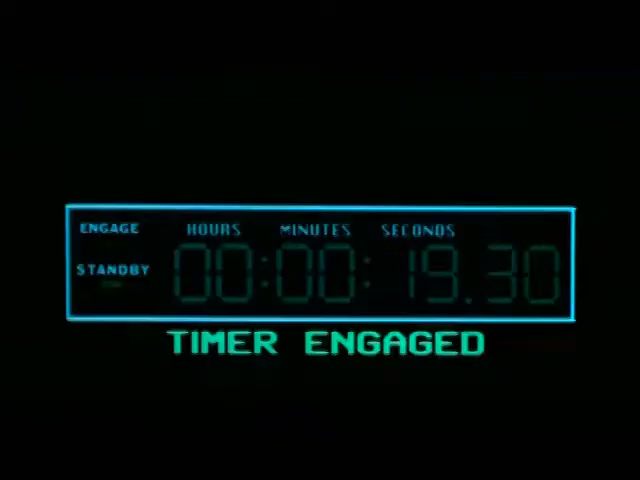 ENGAGE HOURS MINUTES SECONDS
STANDBY 00:00:19.30
TIMER ENGAGED